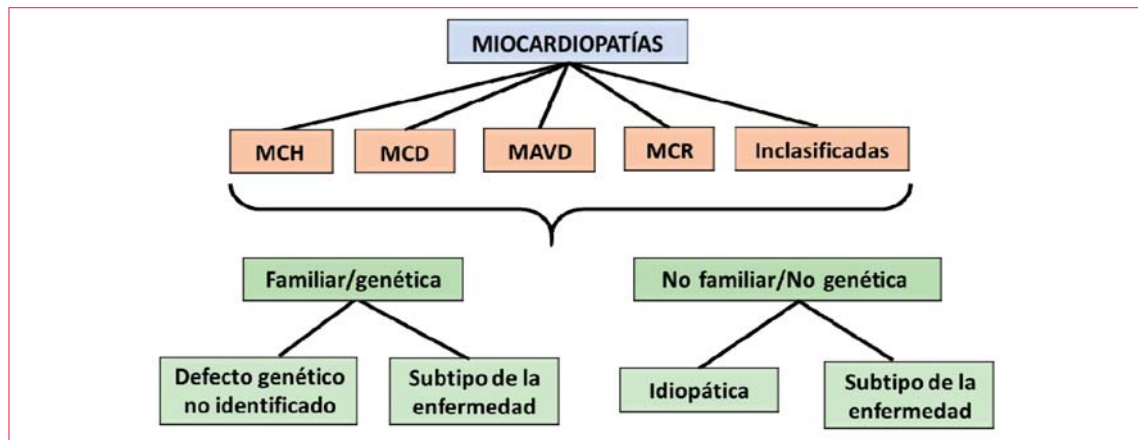 MIOCARDIOPATÍAS
MCH
MCD
MAVD
MCR
Inclasificadas
Familiar/genética
No familiar/No genética
Defecto genético
no identificado
Subtipo de la
enfermedad
Idiopática
Subtipo de la
enfermedad